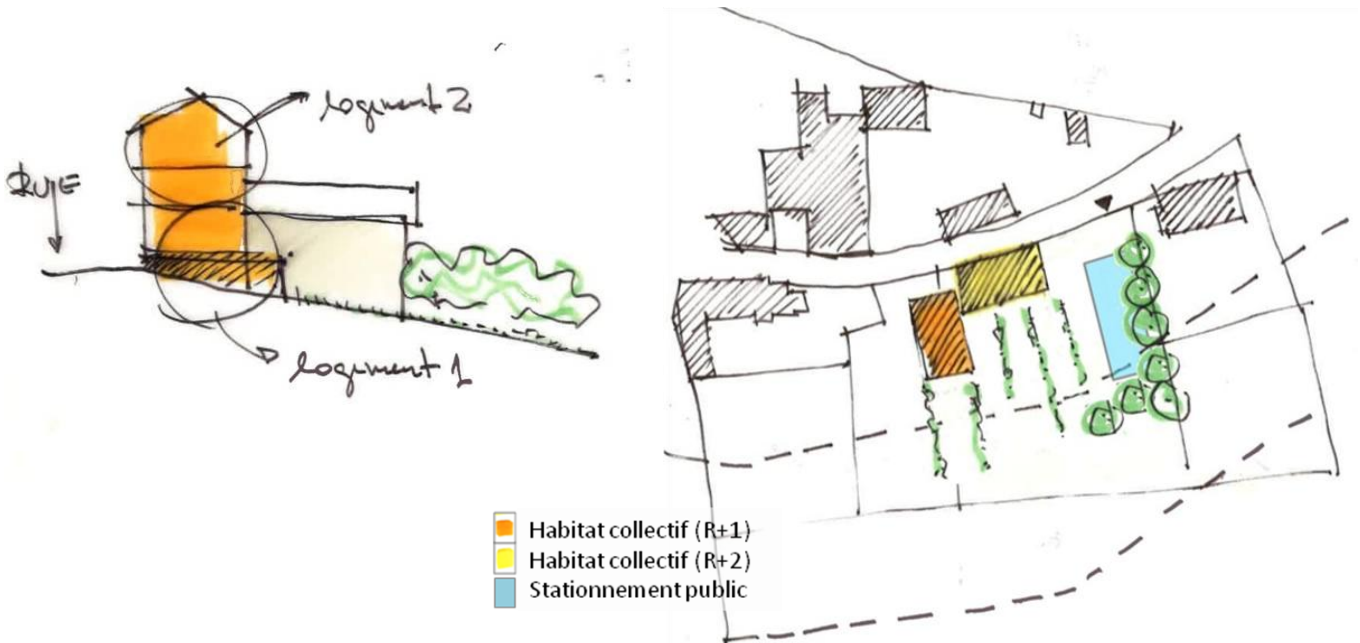 logement 2
RUE
logement 1
Habitat collectif (R+1)
Habitat collectif (R+2)
Stationnement public